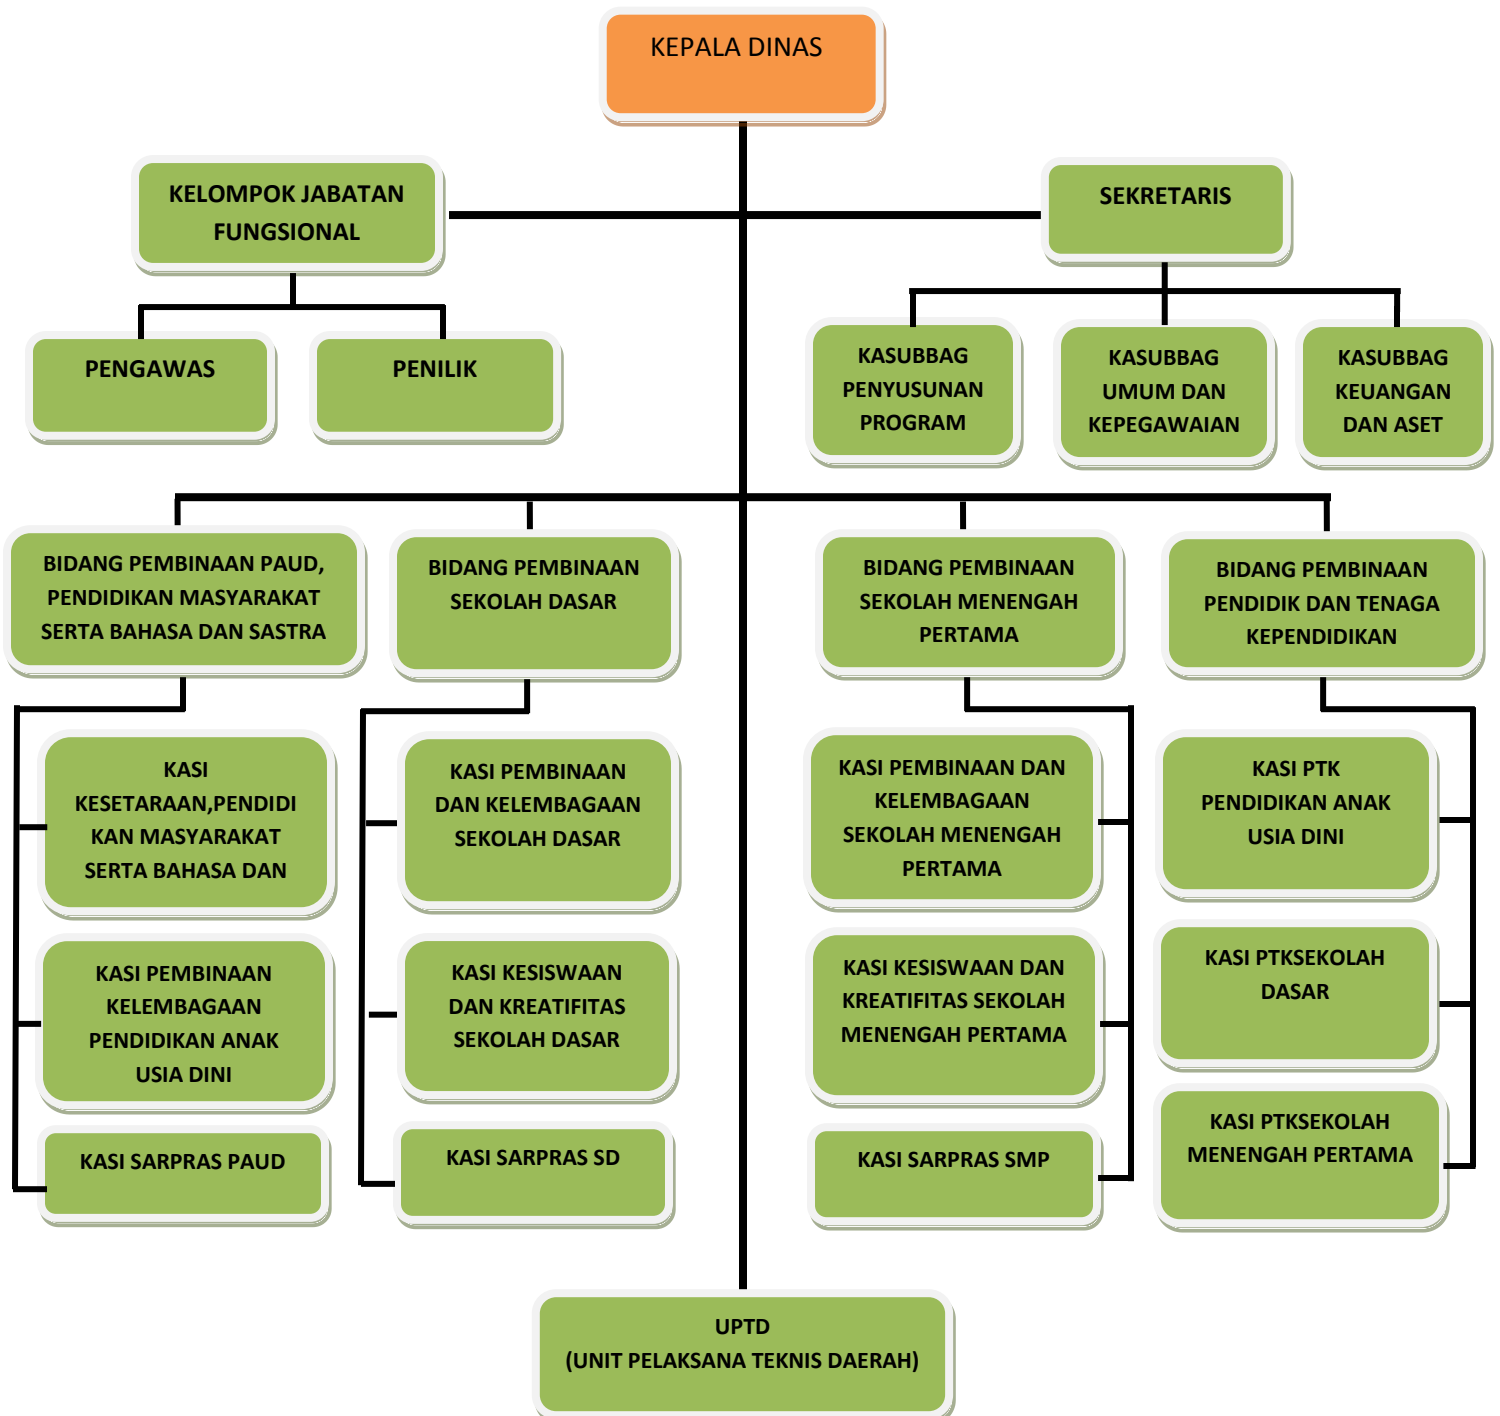 KEPALA DINAS
KELOMPOK JABATAN
FUNGSIONAL
SEKRETARIS
PENGAWAS
PENILIK
KASUBBAG
PENYUSUNAN
PROGRAM
KASUBBAG
UMUM DAN
KEPEGAWAIAN
KASUBBAG
KEUANGAN
DAN ASET
BIDANG PEMBINAAN PAUD,
PENDIDIKAN MASYARAKAT
SERTA BAHASA DAN SASTRA
BIDANG PEMBINAAN
SEKOLAH DASAR
BIDANG PEMBINAAN
SEKOLAH MENENGAH
PERTAMA
BIDANG PEMBINAAN
PENDIDIK DAN TENAGA
KEPENDIDIKAN
KASI
KESETARAAN,PENDIDI
KAN MASYARAKAT
SERTA BAHASA DAN
KASI PEMBINAAN
DAN KELEMBAGAAN
SEKOLAH DASAR
KASI PEMBINAAN DAN
KELEMBAGAAN
SEKOLAH MENENGAH
PERTAMA
KASI PTK
PENDIDIKAN ANAK
USIA DINI
KASI PEMBINAAN
KELEMBAGAAN
PENDIDIKAN ANAK
USIA DINI
KASI KESISWAAN
DAN KREATIFITAS
SEKOLAH DASAR
KASI KESISWAAN DAN
KREATIFITAS SEKOLAH
MENENGAH PERTAMA
KASI PTKSEKOLAH
DASAR
KASI SARPRAS PAUD
KASI SARPRAS SD
KASI SARPRAS SMP
KASI PTKSEKOLAH
MENENGAH PERTAMA
UPTD
(UNIT PELAKSANA TEKNIS DAERAH)